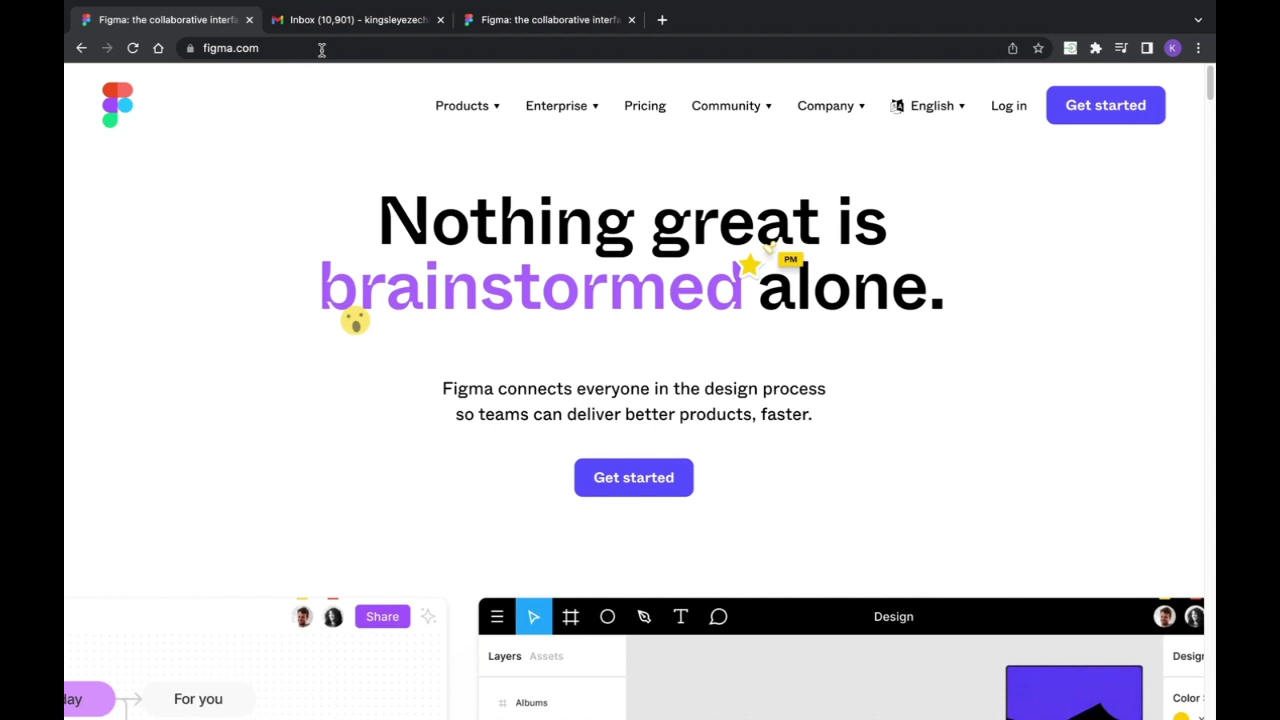 Figma: the collaborative interfa
Inbox (10,901) - kingsleyezech
Figma: the collaborative interfa
figma.com
K
Products
Enterprise
Pricing
Community
Company
English
Log in
Get started
Nothing great is
brainstormed alone.
PM
Figma connects everyone in the design process
so teams can deliver better products, faster.
Get started
Share
Design
Layers
Assets
Design
lay
For you
Albums
Color